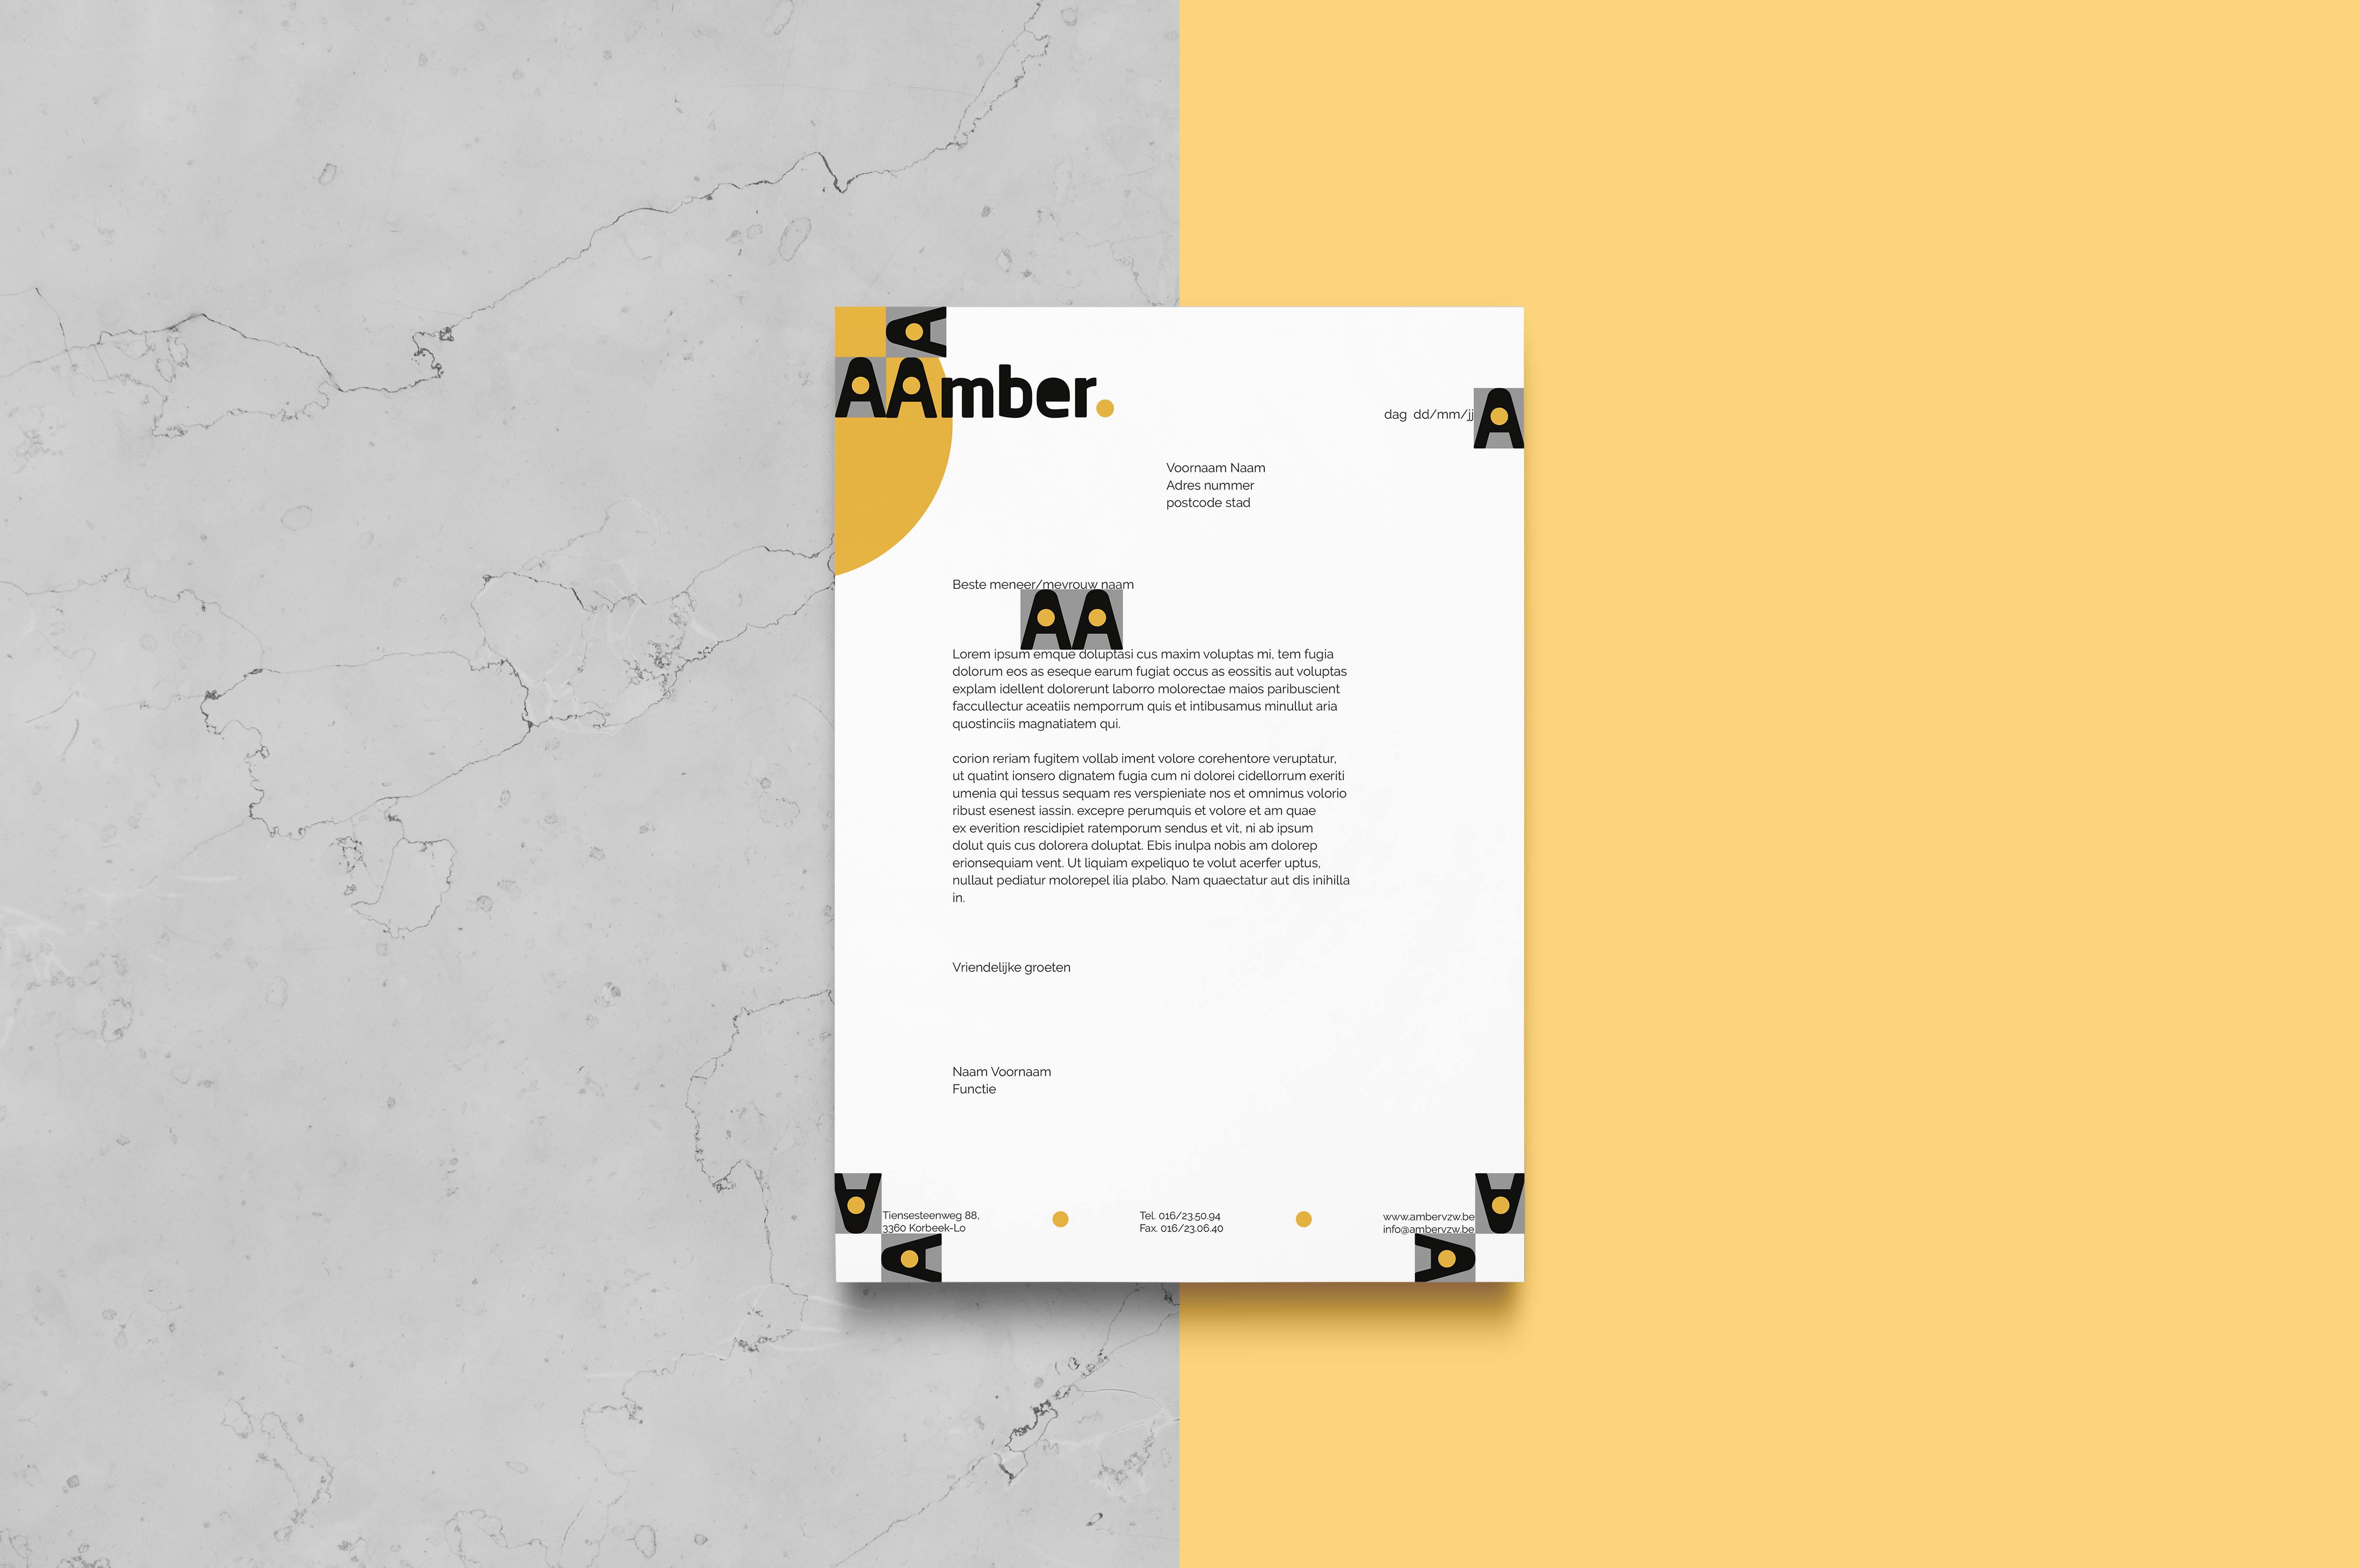 A
AAmber.
dag dd/mm/jj A
Voornaam Naam
Adres nummer
postcode stad
Beste meneer/mevrouw naam
AA
Lorem ipsum emque doluptasi cus maxim voluptas mi, tem fugia
dolorum eos as eseque earum fugiat occus as eossitis aut voluptas
explam idellent dolorerunt laborro molorectae maios paribuscient
faccullectur aceatiis nemporrum quis et intibusamus minullut aria
quostinciis magnatiatem qui.
corion reriam fugitem vollab iment volore corehentore veruptatur,
ut quatint ionsero dignatem fugia cum ni dolorei cidellorrum exeriti
umenia qui tessus sequam res verspieniate nos et omnimus volorio
ribust esenest iassin. excepre perumquis et volore et am quae
ex everition rescidipiet ratemporum sendus et vit, ni ab ipsum
dolut quis cus dolorera doluptat. Ebis inulpa nobis am dolorep
erionsequiam vent. Ut liquiam expeliquo te volut acerfer uptus,
nullaut pediatur molorepel ilia plabo. Nam quaectatur aut dis inihilla
in.
Vriendelijke groeten
Naam Voornaam
Functie
A
Tiensesteenweg 88,
3360 Korbeek-Lo
A
Tel. 016/23.50.94
Fax. 016/23.06.40
www.ambervzw.be
info@ambervzw.be
A
A